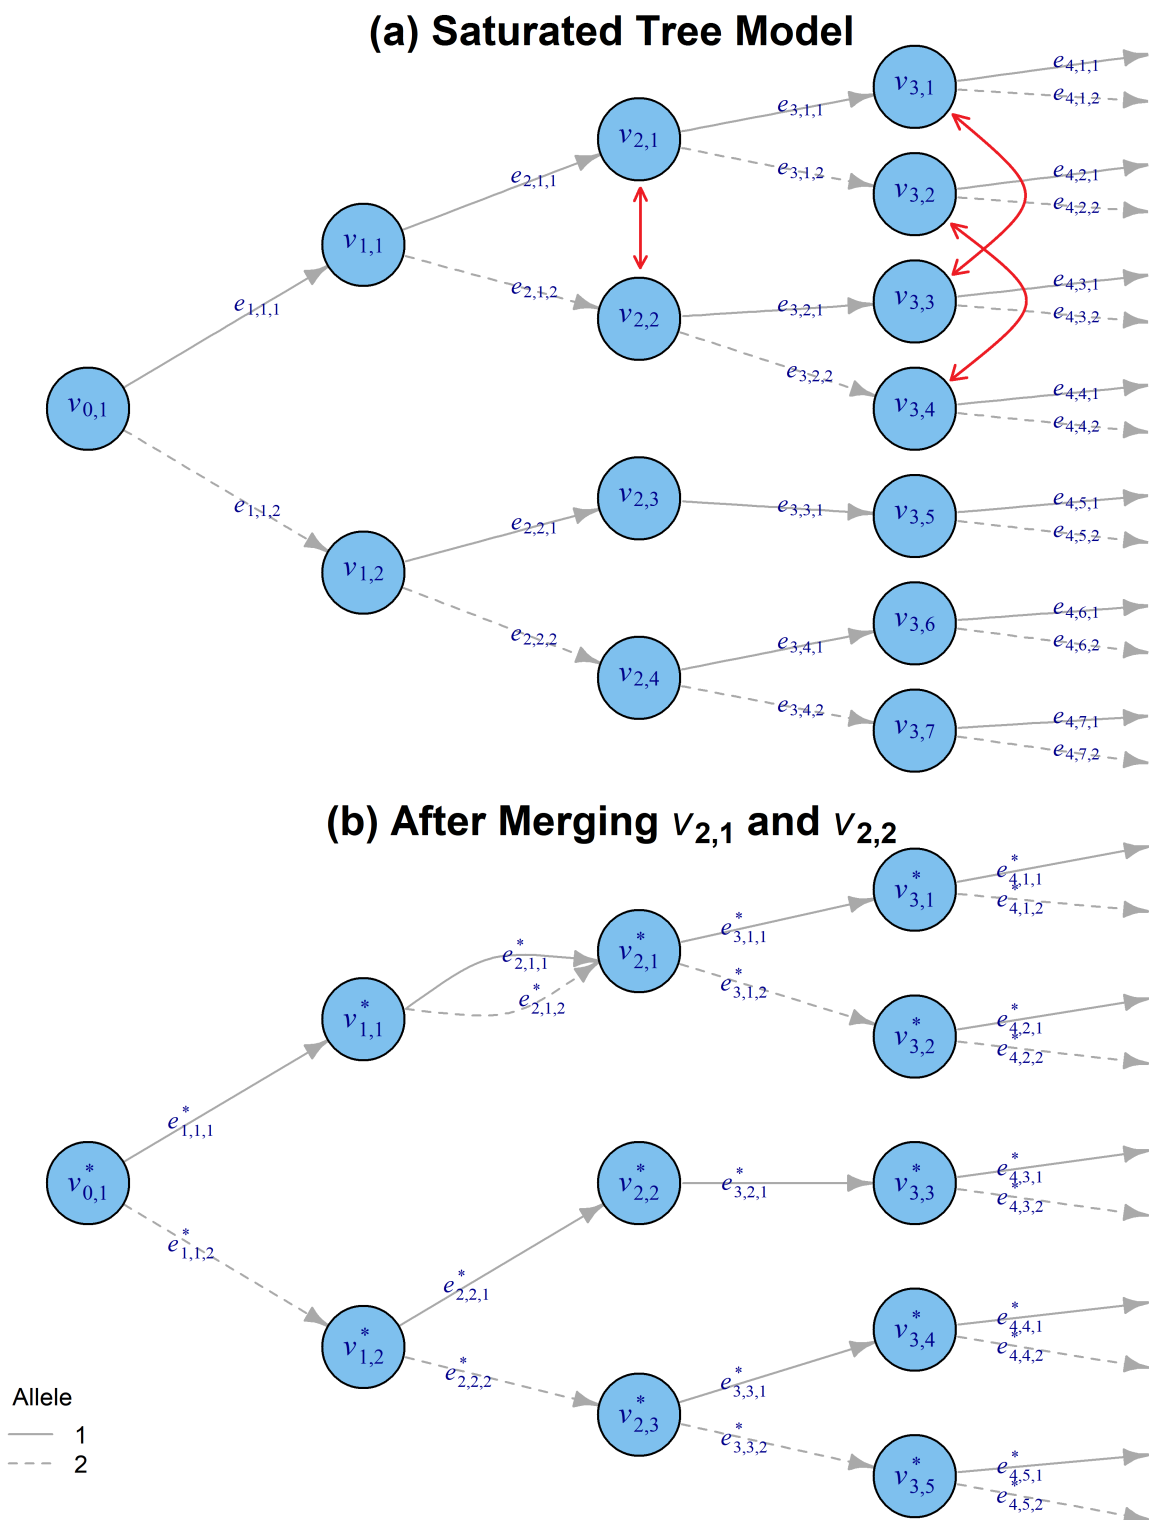 (a) Saturated Tree Model
v3,1
e4,1,1
e4,1,2
v2,1
e3,1,1
e3,1,2
v3,2
e4,2,1
e4,2,2
v1,1
e2,1,1
e2,1,2
v2,2
e3,2,1
e3,2,2
v3,3
e4,3,1
e4,3,2
e1,1,1
v0,1
v3,4
e4,4,1
e4,4,2
e1,1,2
v1,2
e2,2,1
e2,2,2
v2,3
e3,3,1
v3,5
e4,5,1
e4,5,2
v2,4
e3,4,1
e3,4,2
v3,6
e4,6,1
e4,6,2
v3,7
e4,7,1
e4,7,2
(b) After Merging v2,1 and v2,2
v*3,1
e*4,1,1
e*4,1,2
e*2,1,1
e*2,1,2
v*2,1
e*3,1,1
e*3,1,2
v*1,1
v*3,2
e*4,2,1
e*4,2,2
e*1,1,1
v*0,1
e*1,1,2
v*2,2
e*3,2,1
v*3,3
e*4,3,1
e*4,3,2
v*1,2
e*2,2,1
e*2,2,2
v*3,4
e*4,4,1
e*4,4,2
v*2,3
e*3,3,1
e*3,3,2
v*3,5
e*4,5,1
e*4,5,2
Allele
1
2